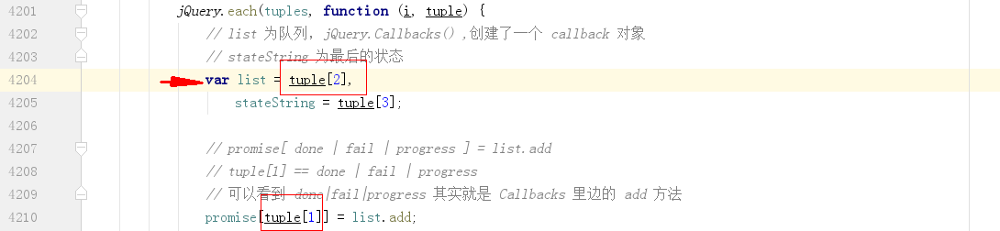 4201 jQuery.each(tuples, function (i, tuple) {
4202 // list 为队列, jQuery.Callbacks() ,创建了一个 callback 对象
4203 // stateString 为最后的状态
4204 var list = tuple[2],
4205 stateString = tuple[3];
4206
4207 // promise[ done | fail | progress ] = list.add
4208 // tuple[1] == done | fail | progress
4209 // 可以看到 done|fail|progress 其实就是 Callbacks 里边的 add 方法
4210 promise[tuple[1]] = list.add;